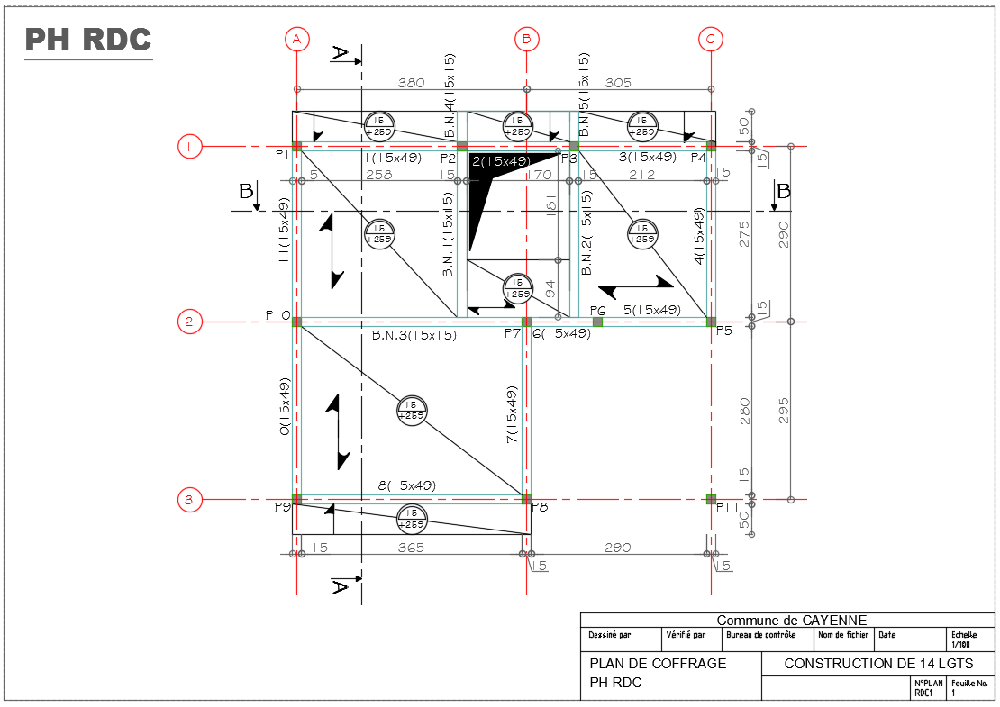 PH RDC
A
B
C
A
380
305
B.N.4(15x15)
B.N.5(15x15)
15
+259
15
+259
15
+259
50
1
P1
1(15x49)
P2
2(15x49)
P3
3(15x49)
P4
15
15
258
15
170
15
212
15
B
B
11(15x49)
B.N.1(15x15)
181
B.N.2(15x15)
4(15x49)
275
290
15
+259
15
+259
15
+259
94
15
2
P10
B.N.3(15x15)
P7
6(15x49)
P6
5(15x49)
P5
10(15x49)
15
+259
7(15x49)
280
295
8(15x49)
15
3
P9
15
+259
P8
P11
50
15
365
290
15
15
A
Commune de CAYENNE
Dessiné par
Vérifié par
Bureau de contrôle
Nom de fichier
Date
Echelle
1/108
PLAN DE COFFRAGE
PH RDC
CONSTRUCTION DE 14 LGTS
N°PLAN
RDC1
Feuille No.
1